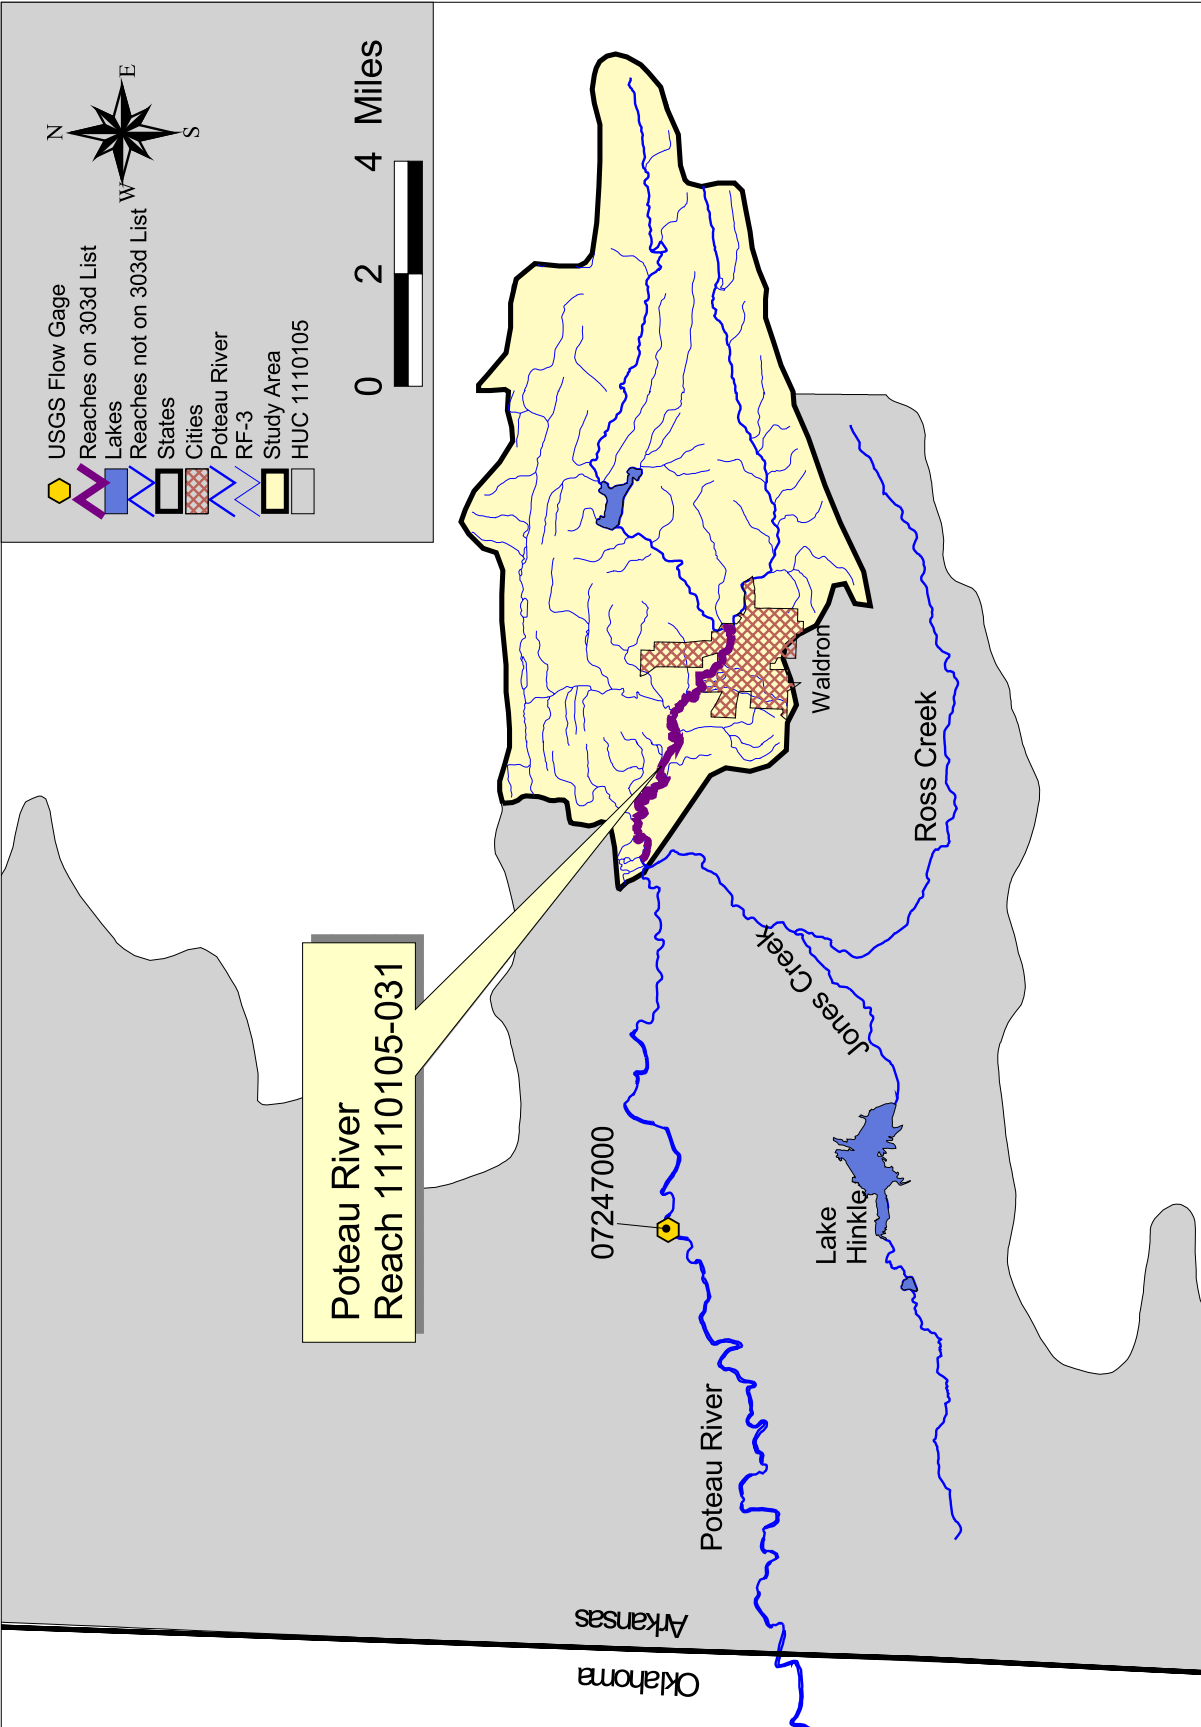 N
E
S
W
USGS Flow Gage
Reaches on 303d List
Lakes
Reaches not on 303d List
States
Cities
Poteau River
RF-3
Study Area
HUC 1110105
0 2 4 Miles
Poteau River
Reach 11110105-031
Waldron
Ross Creek
Jones Creek
Lake
Hinkle
07247000
Poteau River
Arkansas
Oklahoma